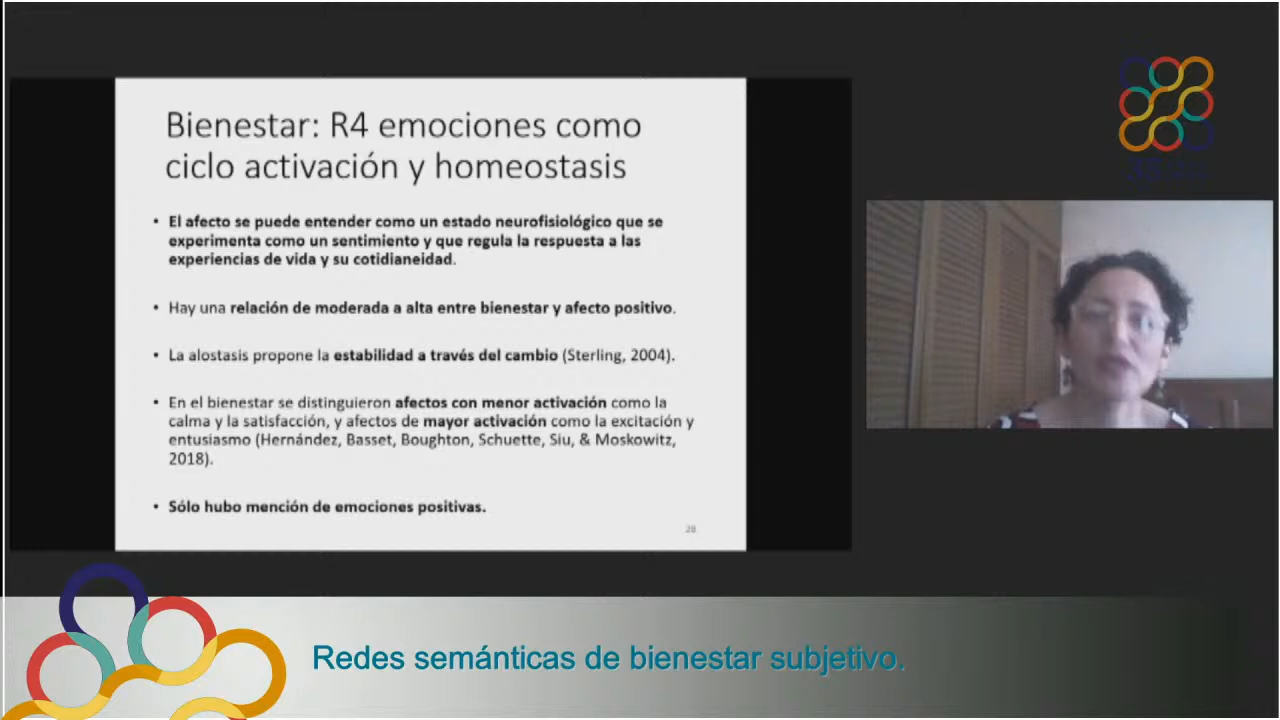 Bienestar: R4 emociones como
ciclo activación y homeostasis
• El afecto se puede entender como un estado neurofisiológico que se
experimenta como un sentimiento y que regula la respuesta a las
experiencias de vida y su cotidianeidad.
• Hay una relación de moderada a alta entre bienestar y afecto positivo.
• La alostasis propone la estabilidad a través del cambio (Sterling, 2004).
• En el bienestar se distinguieron afectos con menor activación como la
calma y la satisfacción, y afectos de mayor activación como la excitación y
entusiasmo (Hernández, Basset, Boughton, Schuette, Siu, & Moskowitz,
2018).
• Sólo hubo mención de emociones positivas.
28
Redes semánticas de bienestar subjetivo.